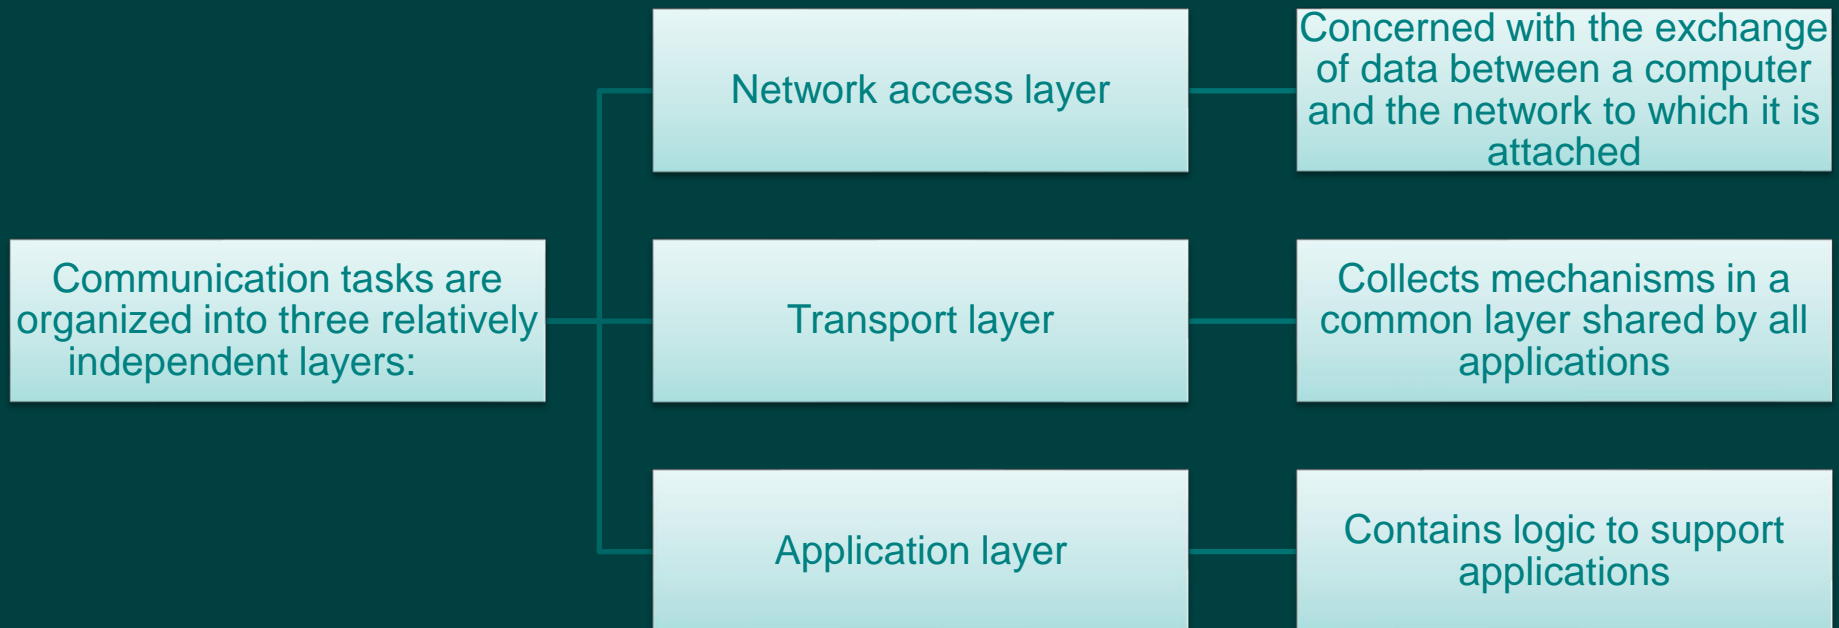 Communication tasks are
organized into three relatively
independent layers:
Network access layer
Concerned with the exchange
of data between a computer
and the network to which it is
attached
Transport layer
Collects mechanisms in a
common layer shared by all
applications
Application layer
Contains logic to support
applications